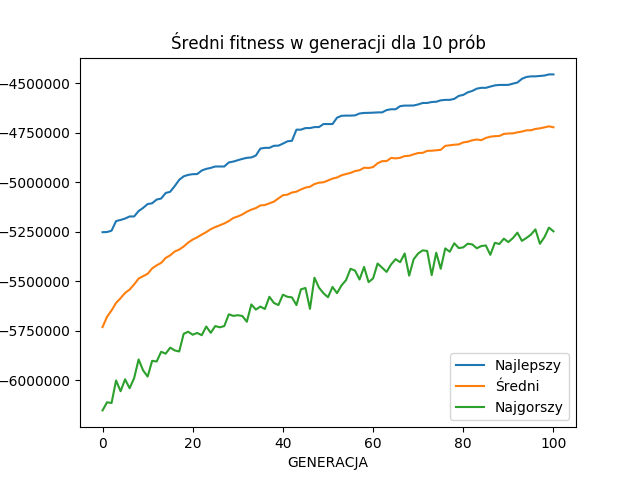 Średni fitness w generacji dla 10 prób
−4500000
−4750000
−5000000
−5250000
−5500000
−5750000
−6000000
Najlepszy
Średni
Najgorszy
0 20 40 60 80 100
GENERACJA